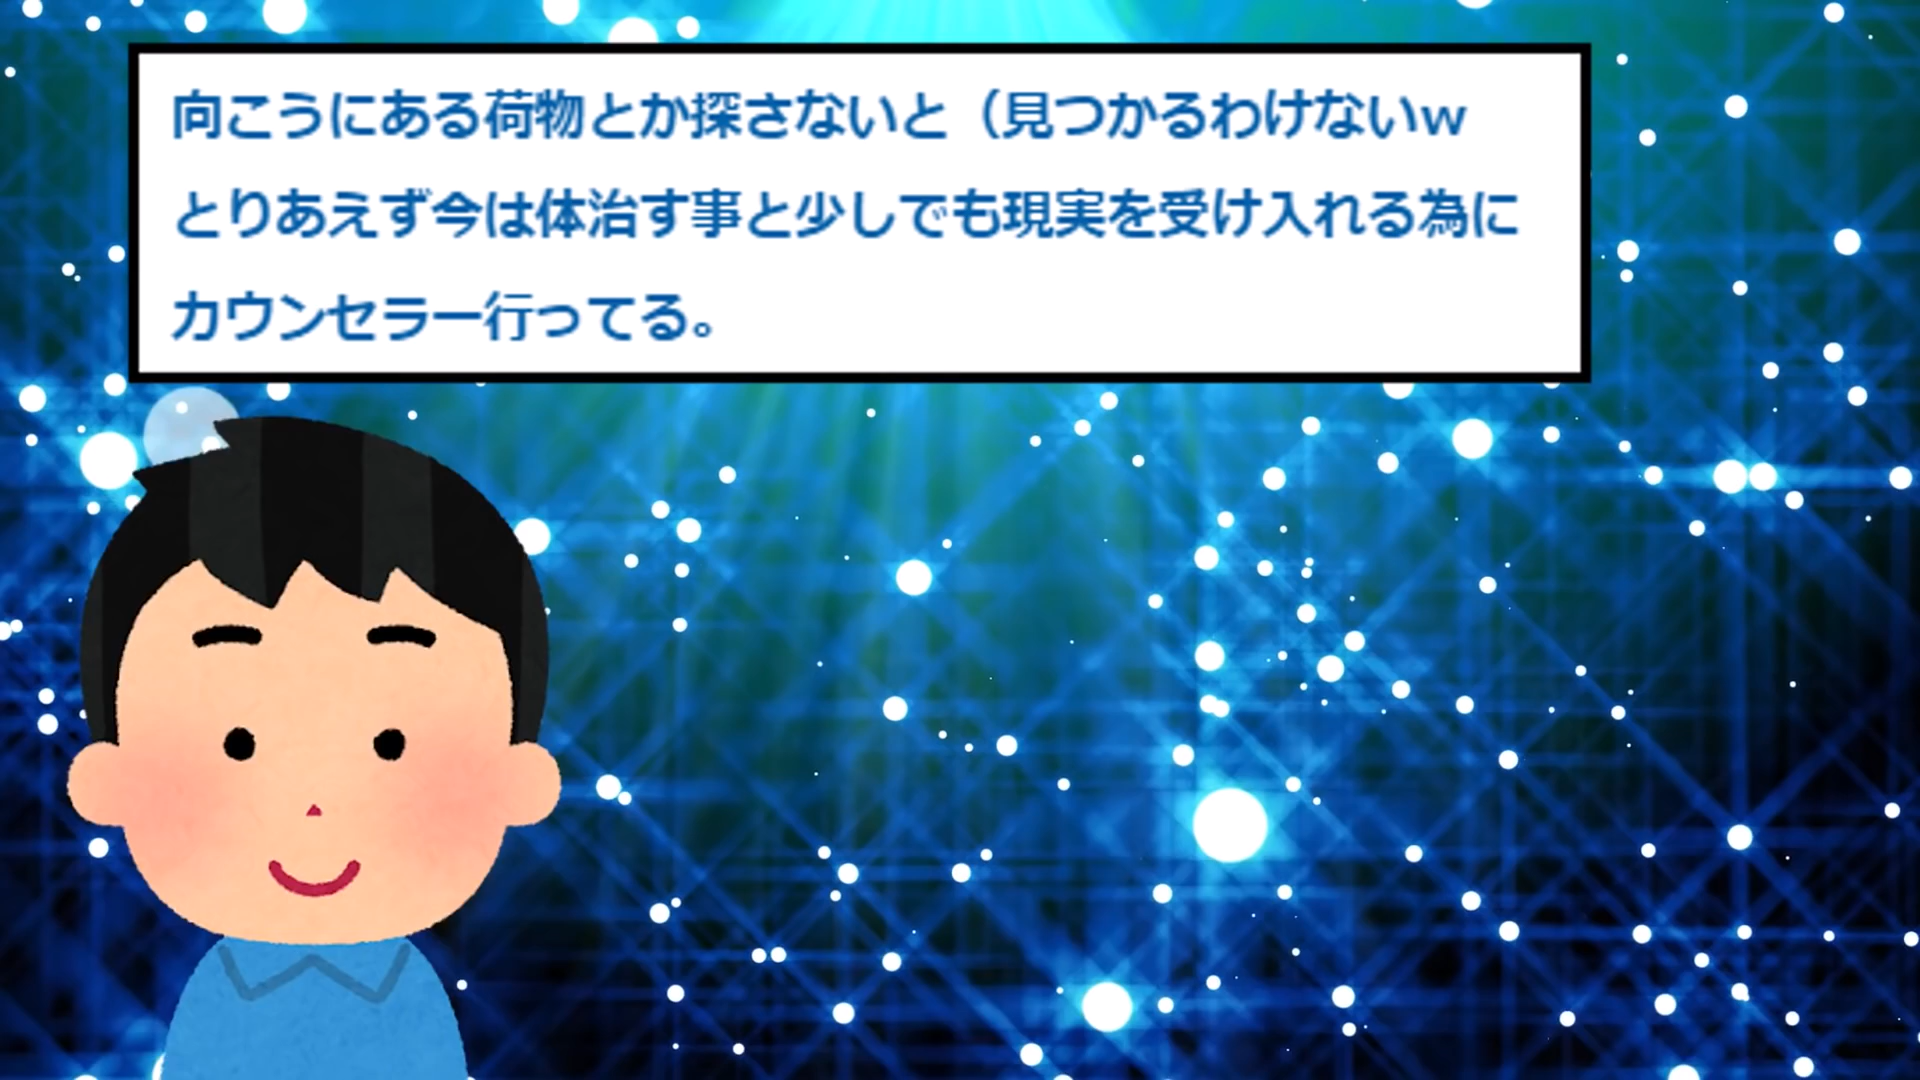 向こうにある荷物とか探さないと（見つかるわけないｗ
とりあえず今は体治す事と少しでも現実を受け入れる為に
カウンセラー行ってる。